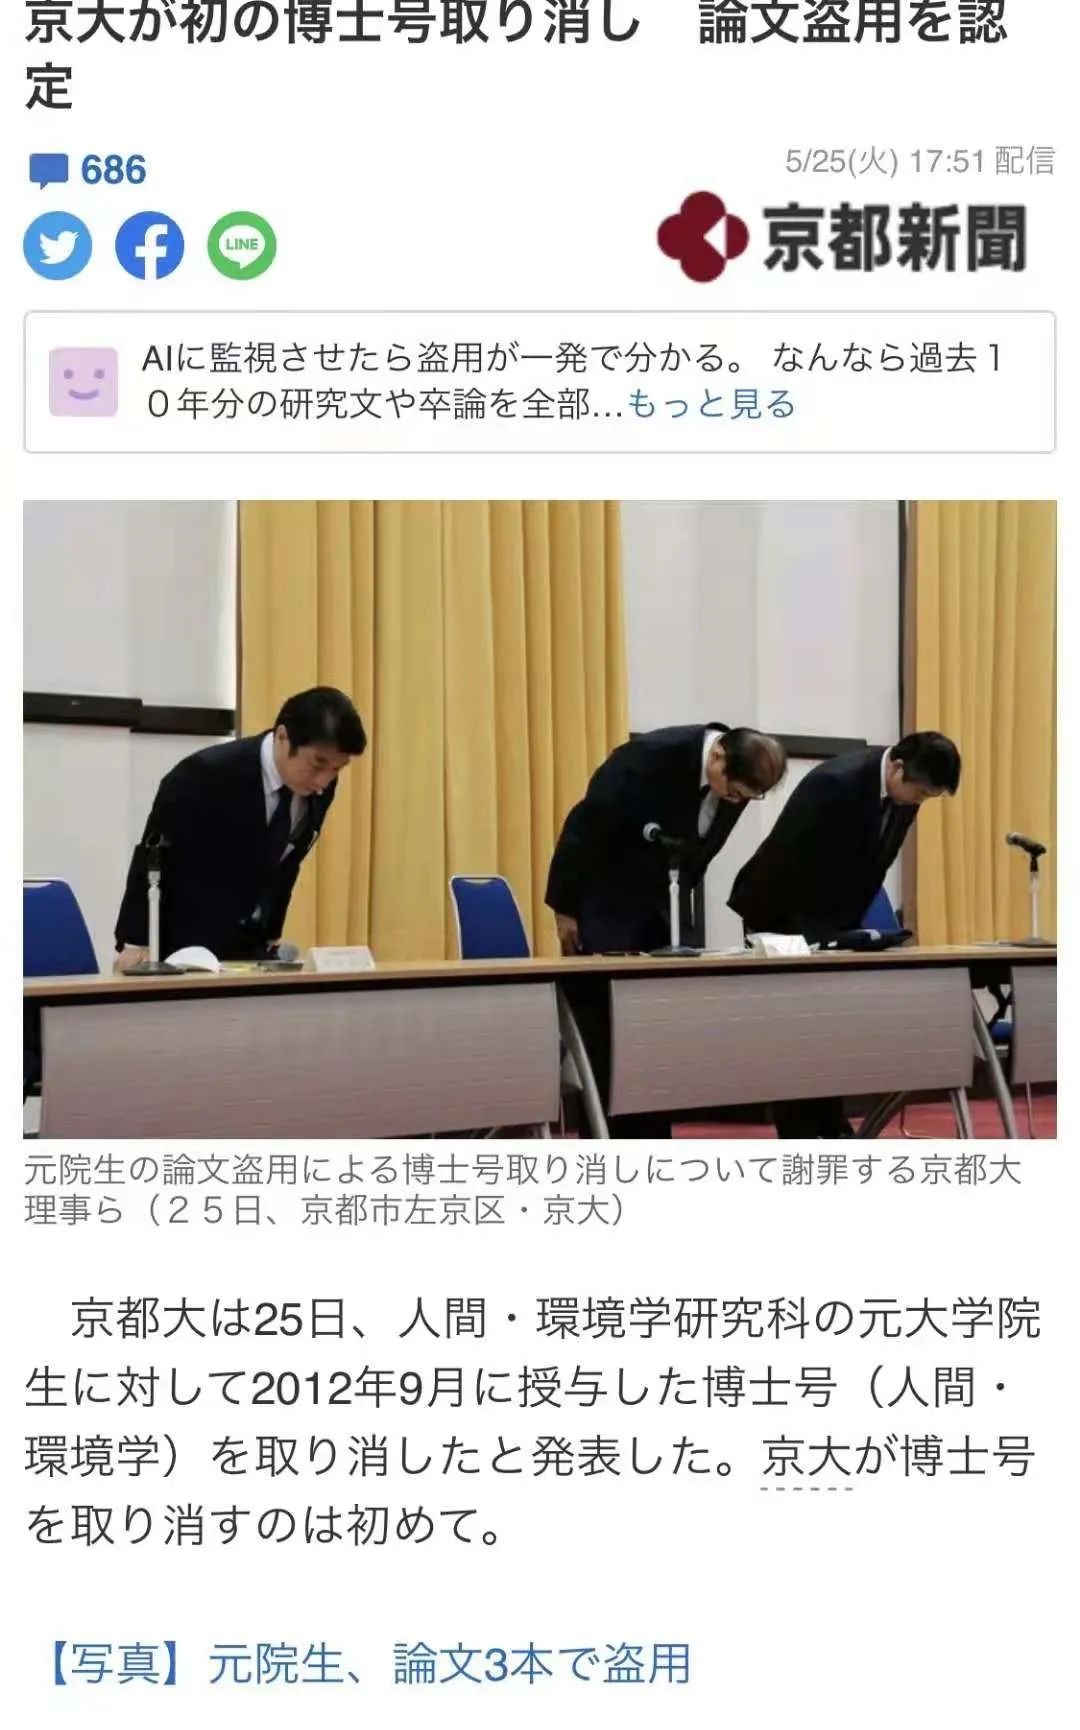 京大が初の博士号取り消し　論文盗用を認
定
686
5/25(火) 17:51 配信
LINE
京都新聞
AIに監視させたら盗用が一発で分かる。 なんなら過去１
０年分の研究文や卒論を全部...もっと見る
元院生の論文盗用による博士号取り消しについて謝罪する京都大
理事ら（２５日、京都市左京区・京大）
　京都大は25日、人間・環境学研究科の元大学院
生に対して2012年9月に授与した博士号（人間・
環境学）を取り消したと発表した。京大が博士号
を取り消すのは初めて。
【写真】元院生、論文3本で盗用